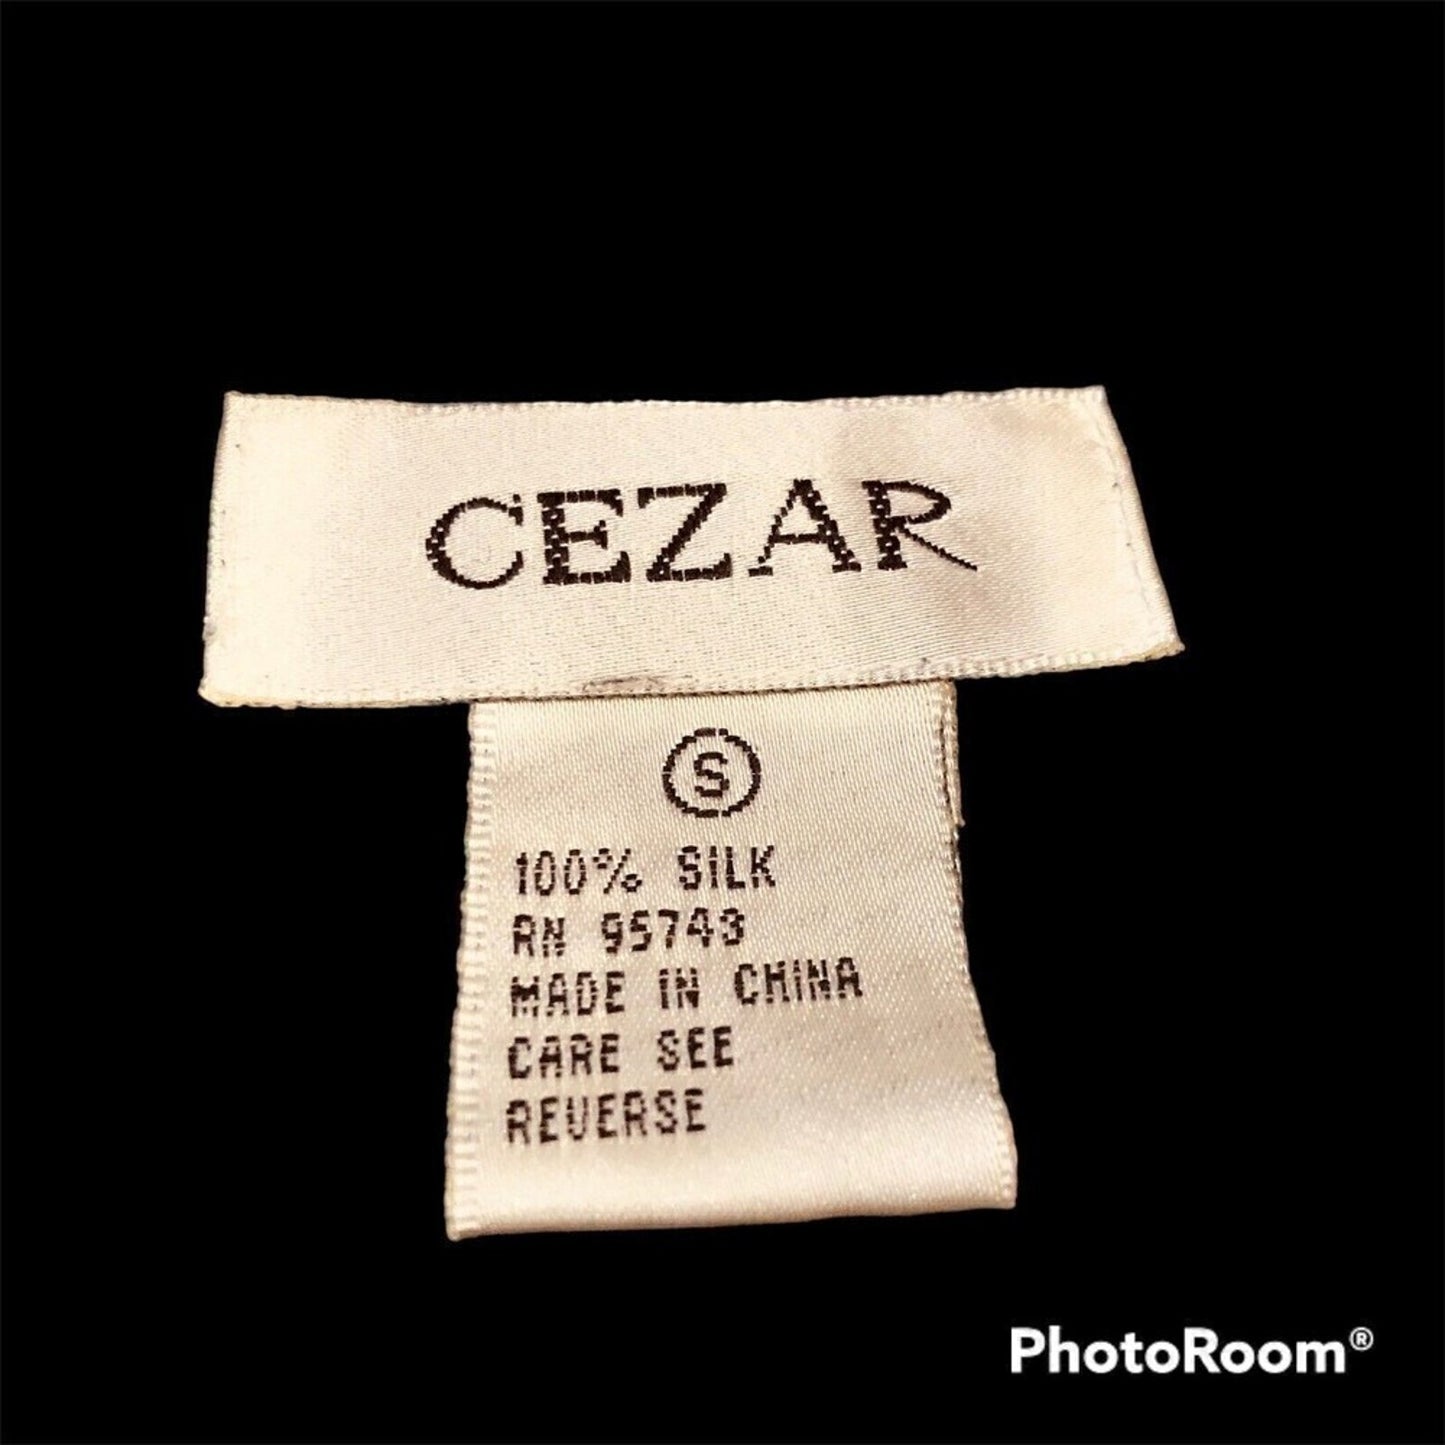 CEZAR
S
100% SILK
RN 95743
MADE IN CHINA
CARE SEE
REVERSE
PhotoRoom®